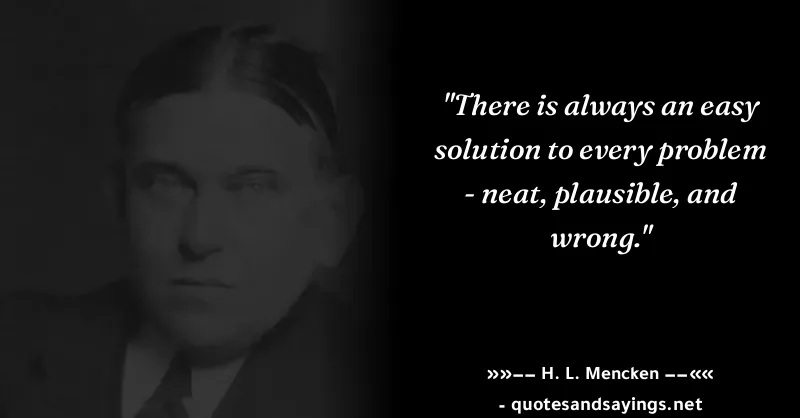 "There is always an easy
solution to every problem
- neat, plausible, and
wrong."
»»−− H. L. Mencken −−««
- quotesandsayings.net